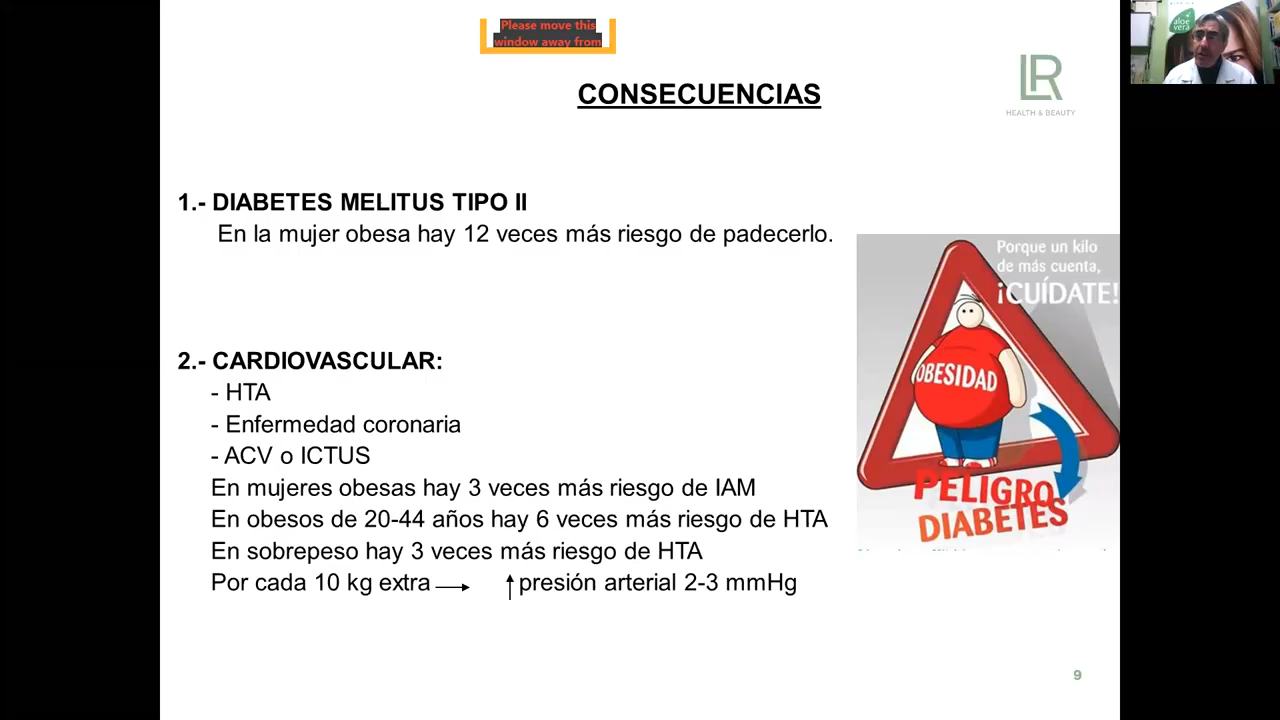 Please move this
window away from
CONSECUENCIAS
LR
HEALTH & BEAUTY
aloe
vera
1.- DIABETES MELITUS TIPO II
En la mujer obesa hay 12 veces más riesgo de padecerlo.
Porque un kilo
de más cuenta,
¡CUÍDATE!
OBESIDAD
PELIGRO
DIABETES
2.- CARDIOVASCULAR:
- HTA
- Enfermedad coronaria
- ACV o ICTUS
En mujeres obesas hay 3 veces más riesgo de IAM
En obesos de 20-44 años hay 6 veces más riesgo de HTA
En sobrepeso hay 3 veces más riesgo de HTA
Por cada 10 kg extra → ↑ presión arterial 2-3 mmHg
9